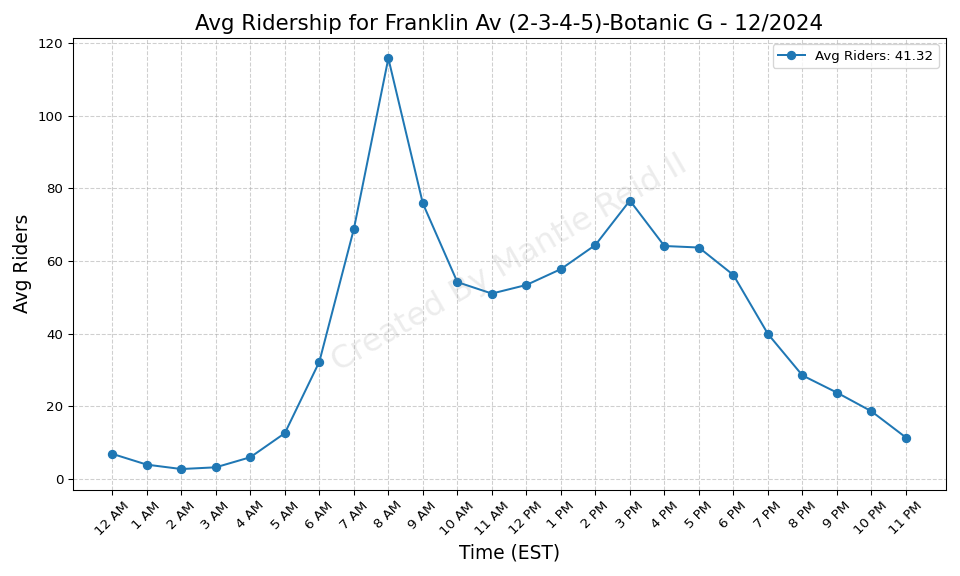 Avg Ridership for Franklin Av (2-3-4-5)-Botanic G - 12/2024
Avg Riders: 41.32
120
100
80
60
40
20
0
Avg Riders
Created By Mantle Reid II
12 AM
1 AM
2 AM
3 AM
4 AM
5 AM
6 AM
7 AM
8 AM
9 AM
10 AM
11 AM
12 PM
1 PM
2 PM
3 PM
4 PM
5 PM
6 PM
7 PM
8 PM
9 PM
10 PM
11 PM
Time (EST)